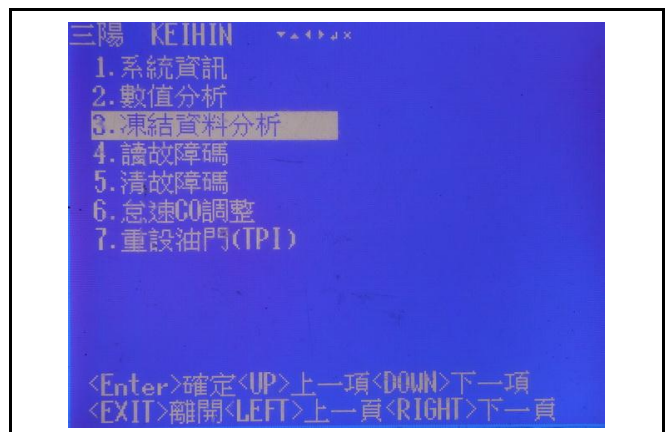 三陽 KEIHIN ▼▲◀▶↲×
1.系統資訊
2.數值分析
3.凍結資料分析
4.讀故障碼
5.清故障碼
6.怠速CO調整
7.重設油門(TPI)
<Enter>確定<UP>上一項<DOWN>下一項
<EXIT>離開<LEFT>上一頁<RIGHT>下一頁